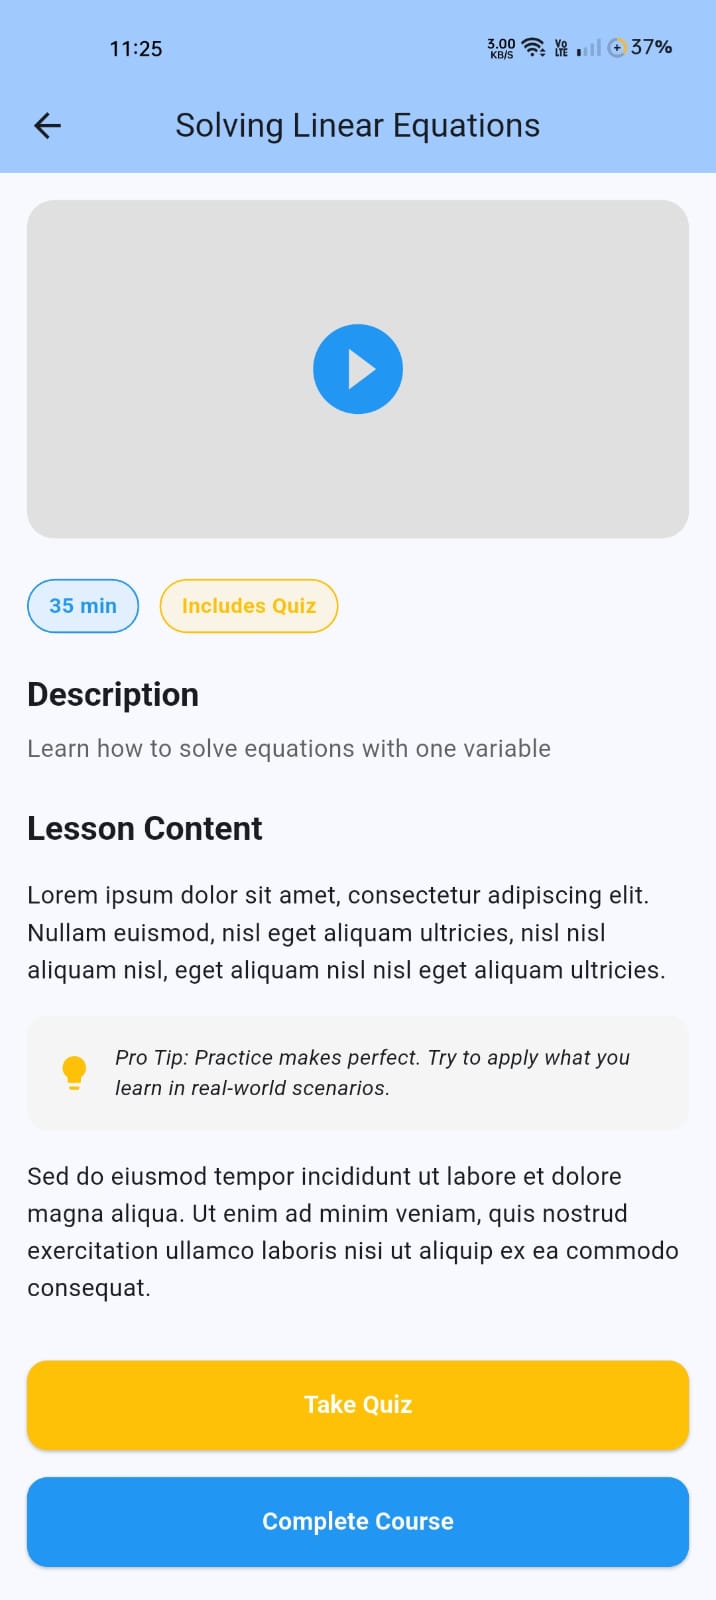 11:25
3.00
KB/S
Vo
LTE
37%
Solving Linear Equations
35 min
Includes Quiz
Description
Learn how to solve equations with one variable
Lesson Content
Lorem ipsum dolor sit amet, consectetur adipiscing elit.
Nullam euismod, nisl eget aliquam ultricies, nisl nisl
aliquam nisl, eget aliquam nisl nisl eget aliquam ultricies.
Pro Tip: Practice makes perfect. Try to apply what you
learn in real-world scenarios.
Sed do eiusmod tempor incididunt ut labore et dolore
magna aliqua. Ut enim ad minim veniam, quis nostrud
exercitation ullamco laboris nisi ut aliquip ex ea commodo
consequat.
Take Quiz
Complete Course